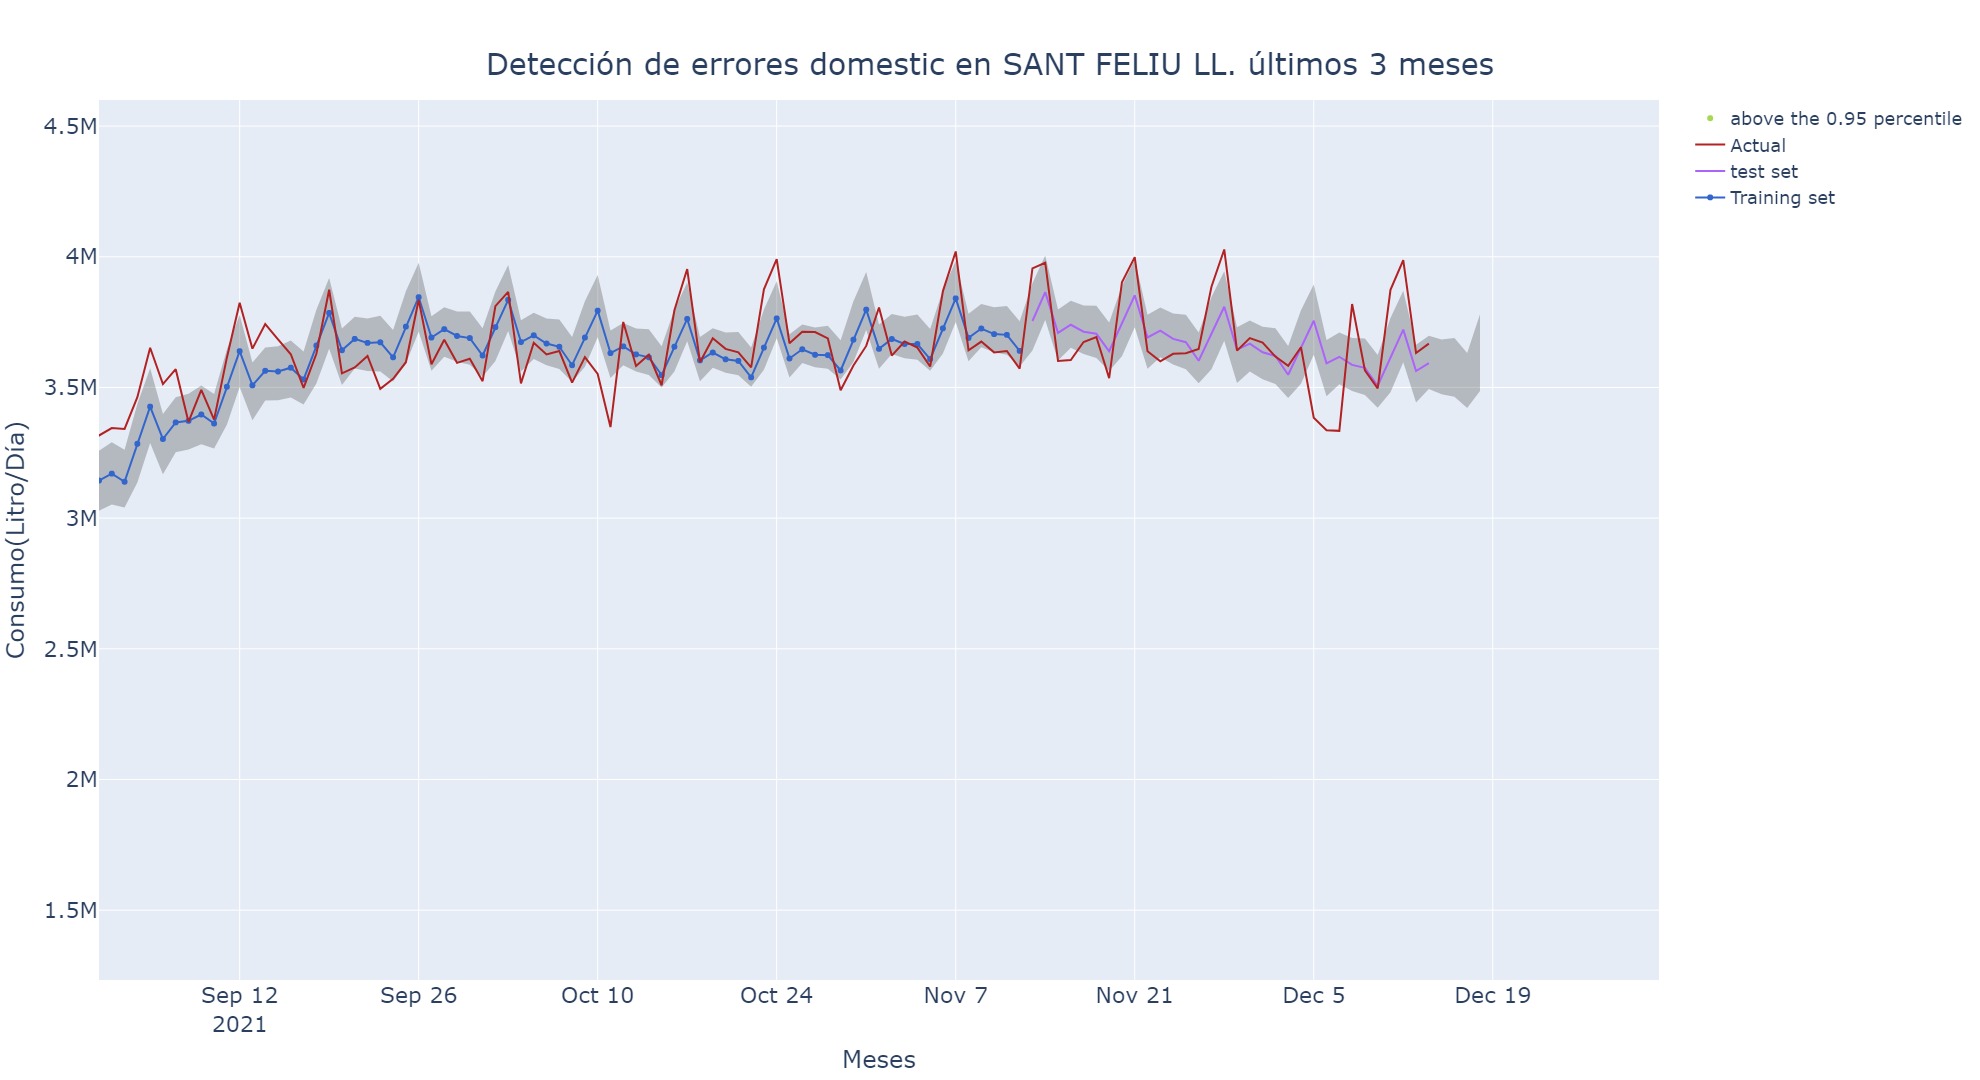 Detección de errores domestic en SANT FELIU LL. últimos 3 meses
above the 0.95 percentile
Actual
test set
Training set
Consumo(Litro/Día)
4.5M
4M
3.5M
3M
2.5M
2M
1.5M
Sep 12
2021
Sep 26
Oct 10
Oct 24
Nov 7
Nov 21
Dec 5
Dec 19
Meses